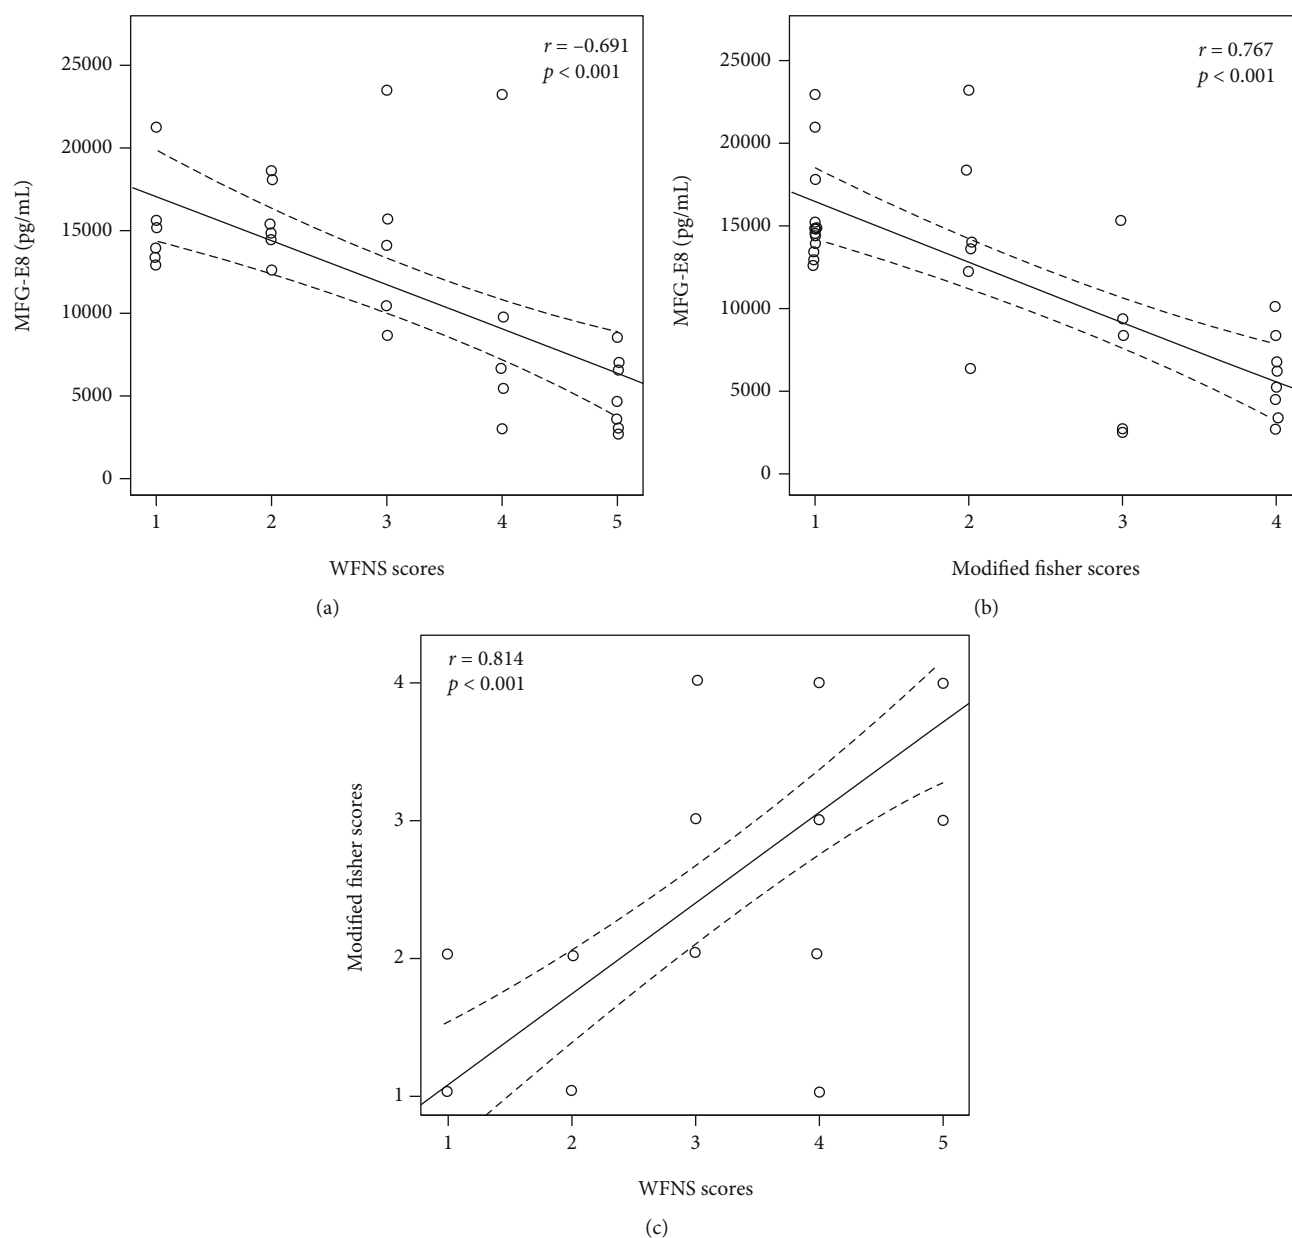 r = –0.691
p < 0.001
25000
20000
15000
10000
5000
0
MFG-E8 (pg/mL)
1 2 3 4 5
WFNS scores
(a)
r = 0.767
p < 0.001
25000
20000
15000
10000
5000
0
MFG-E8 (pg/mL)
1 2 3 4
Modified fisher scores
(b)
r = 0.814
p < 0.001
4
3
2
1
Modified fisher scores
1 2 3 4 5
WFNS scores
(c)